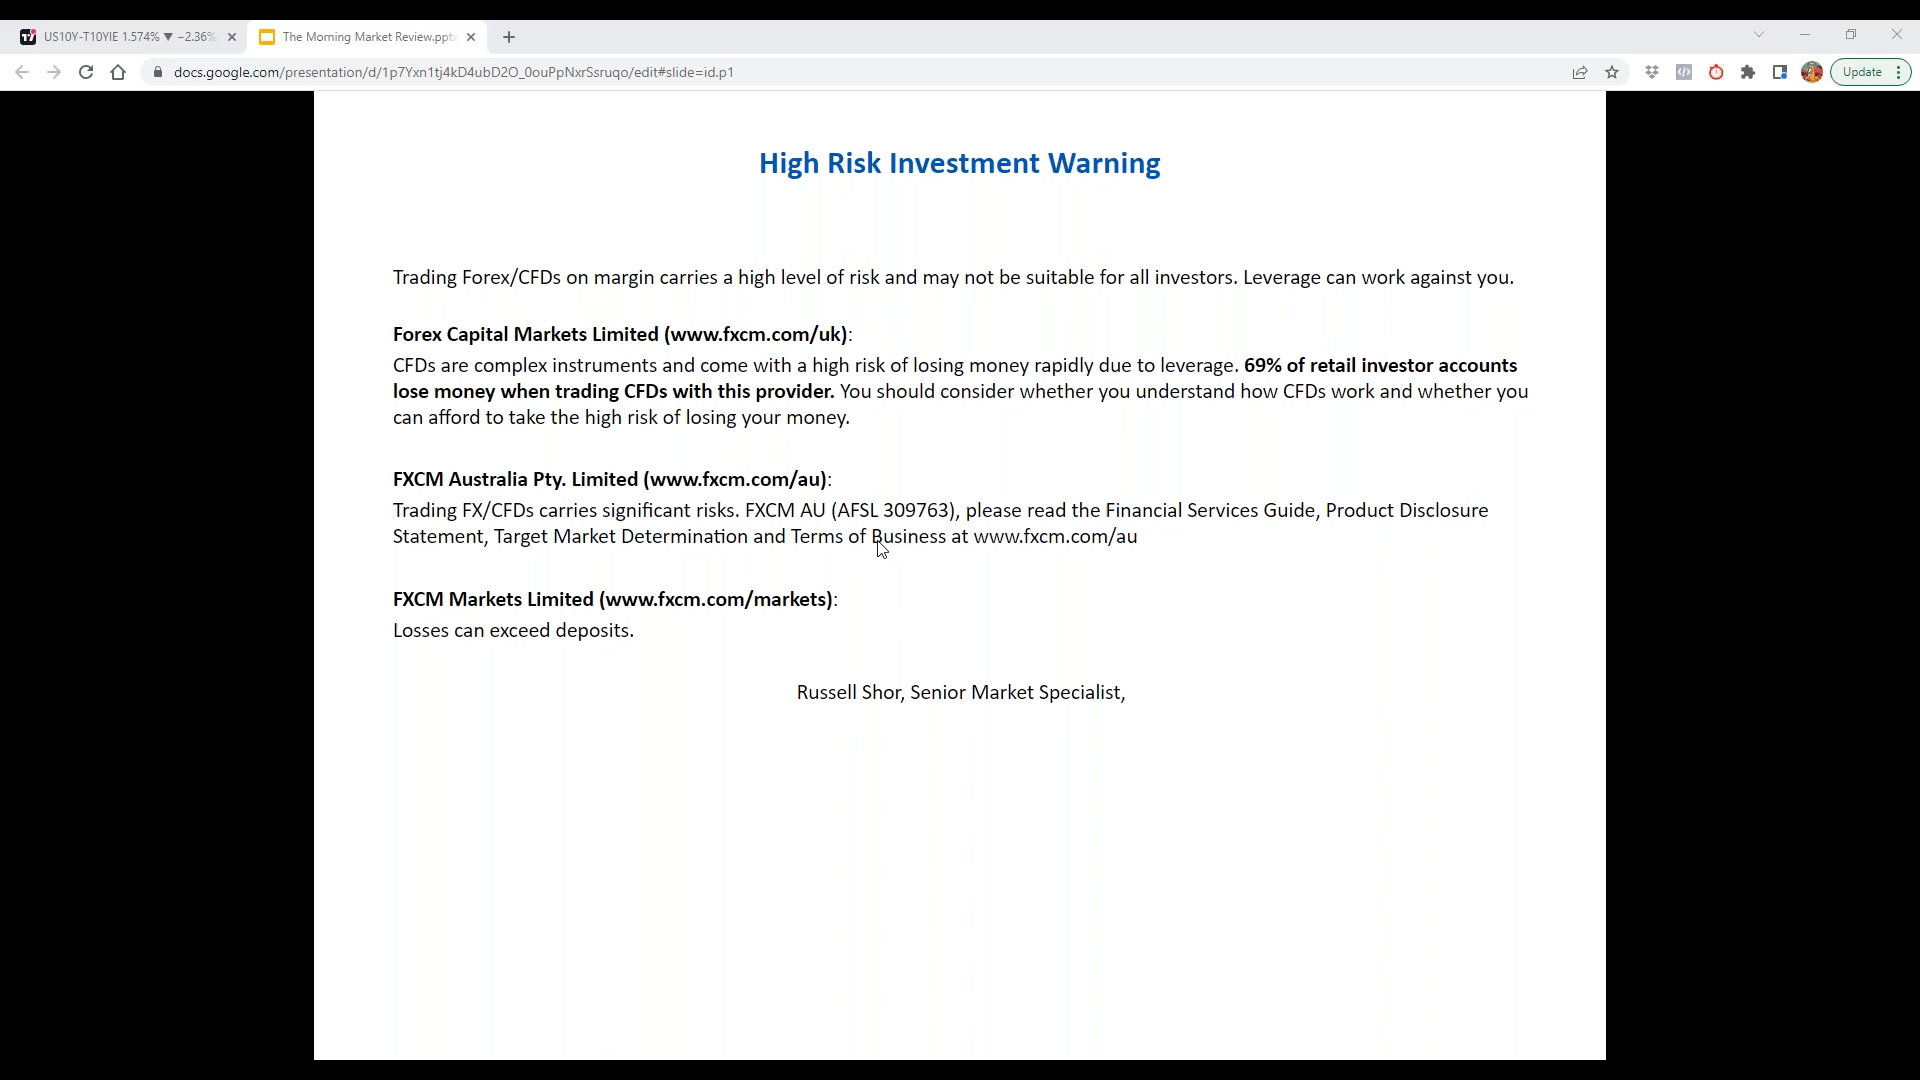 US10Y-T10YIE 1.574% ▼ −2.36%
The Morning Market Review.pptx
docs.google.com/presentation/d/1p7Yxn1tj4kD4ubD2O_0ouPpNxrSsruqo/edit#slide=id.p1
Update
High Risk Investment Warning
Trading Forex/CFDs on margin carries a high level of risk and may not be suitable for all investors. Leverage can work against you.
Forex Capital Markets Limited (www.fxcm.com/uk):
CFDs are complex instruments and come with a high risk of losing money rapidly due to leverage. 69% of retail investor accounts
lose money when trading CFDs with this provider. You should consider whether you understand how CFDs work and whether you
can afford to take the high risk of losing your money.
FXCM Australia Pty. Limited (www.fxcm.com/au):
Trading FX/CFDs carries significant risks. FXCM AU (AFSL 309763), please read the Financial Services Guide, Product Disclosure
Statement, Target Market Determination and Terms of Business at www.fxcm.com/au
FXCM Markets Limited (www.fxcm.com/markets):
Losses can exceed deposits.
Russell Shor, Senior Market Specialist,